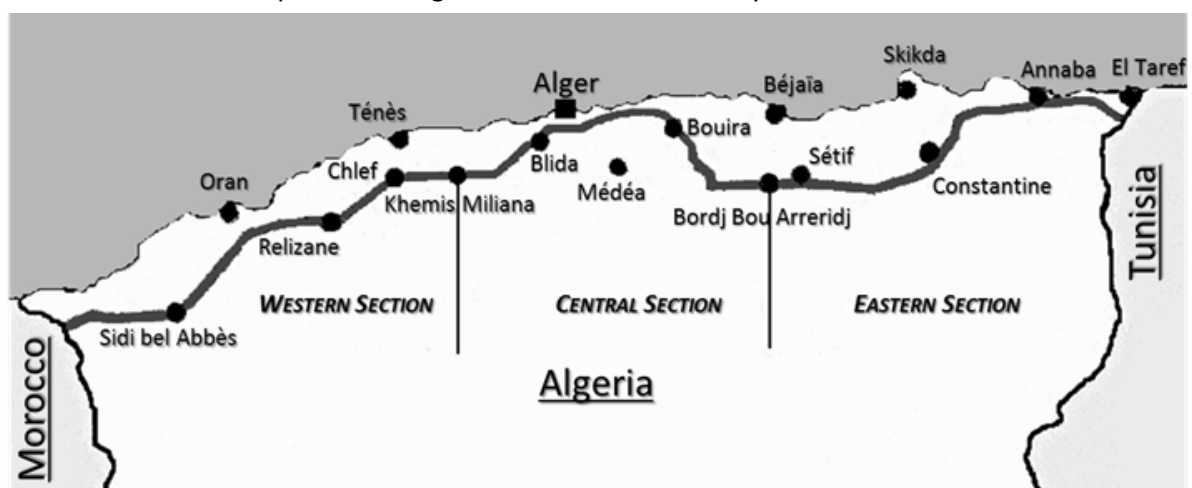 Skikda
Annaba
El Taref
Alger
Béjaïa
Ténès
Bouira
Sétif
Blida
Chlef
Oran
Médéa
Constantine
Khemis Miliana
Bordj Bou Arreridj
Relizane
Tunisia
WESTERN SECTION
CENTRAL SECTION
EASTERN SECTION
Sidi bel Abbès
Algeria
Morocco